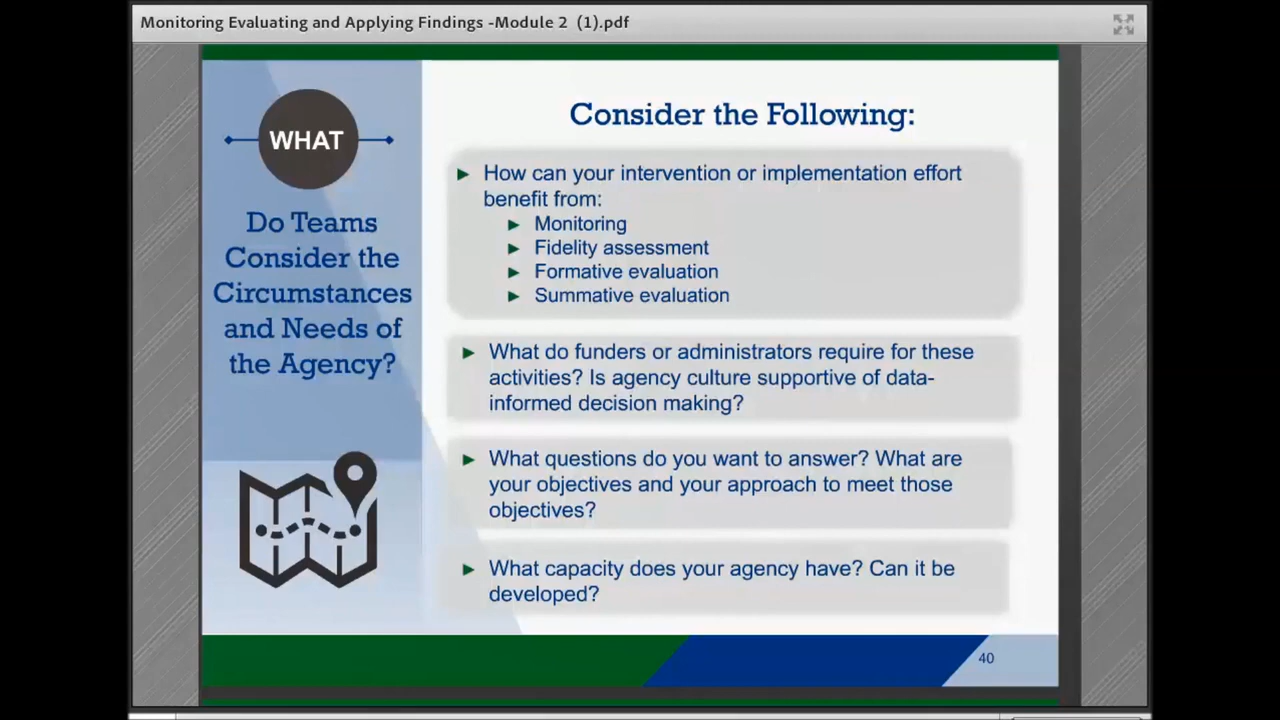 Monitoring Evaluating and Applying Findings -Module 2 (1).pdf
WHAT
Do Teams
Consider the
Circumstances
and Needs of
the Agency?
Consider the Following:
How can your intervention or implementation effort
benefit from:
Monitoring
Fidelity assessment
Formative evaluation
Summative evaluation
What do funders or administrators require for these
activities? Is agency culture supportive of data-
informed decision making?
What questions do you want to answer? What are
your objectives and your approach to meet those
objectives?
What capacity does your agency have? Can it be
developed?
40